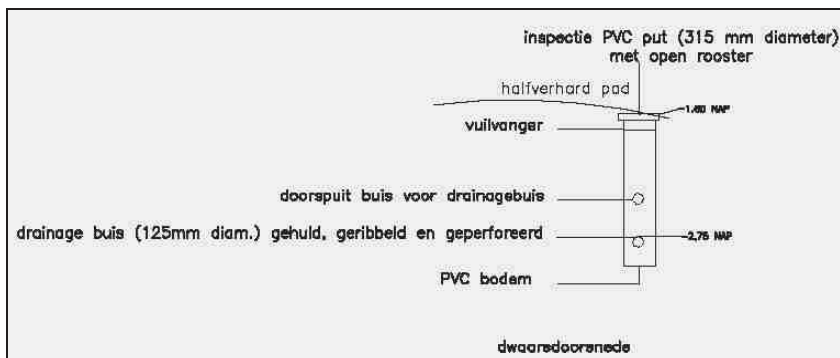 inspectie PVC put (315 mm diameter)
met open rooster
halfverhard pad
-1.60 NAP
vuilvanger
doorspuit buis voor drainagebuis
drainage buis (125mm diam.) gehuld, geribbeld en geperforeerd
-2.75 NAP
PVC bodem
dwarsdoorsnede